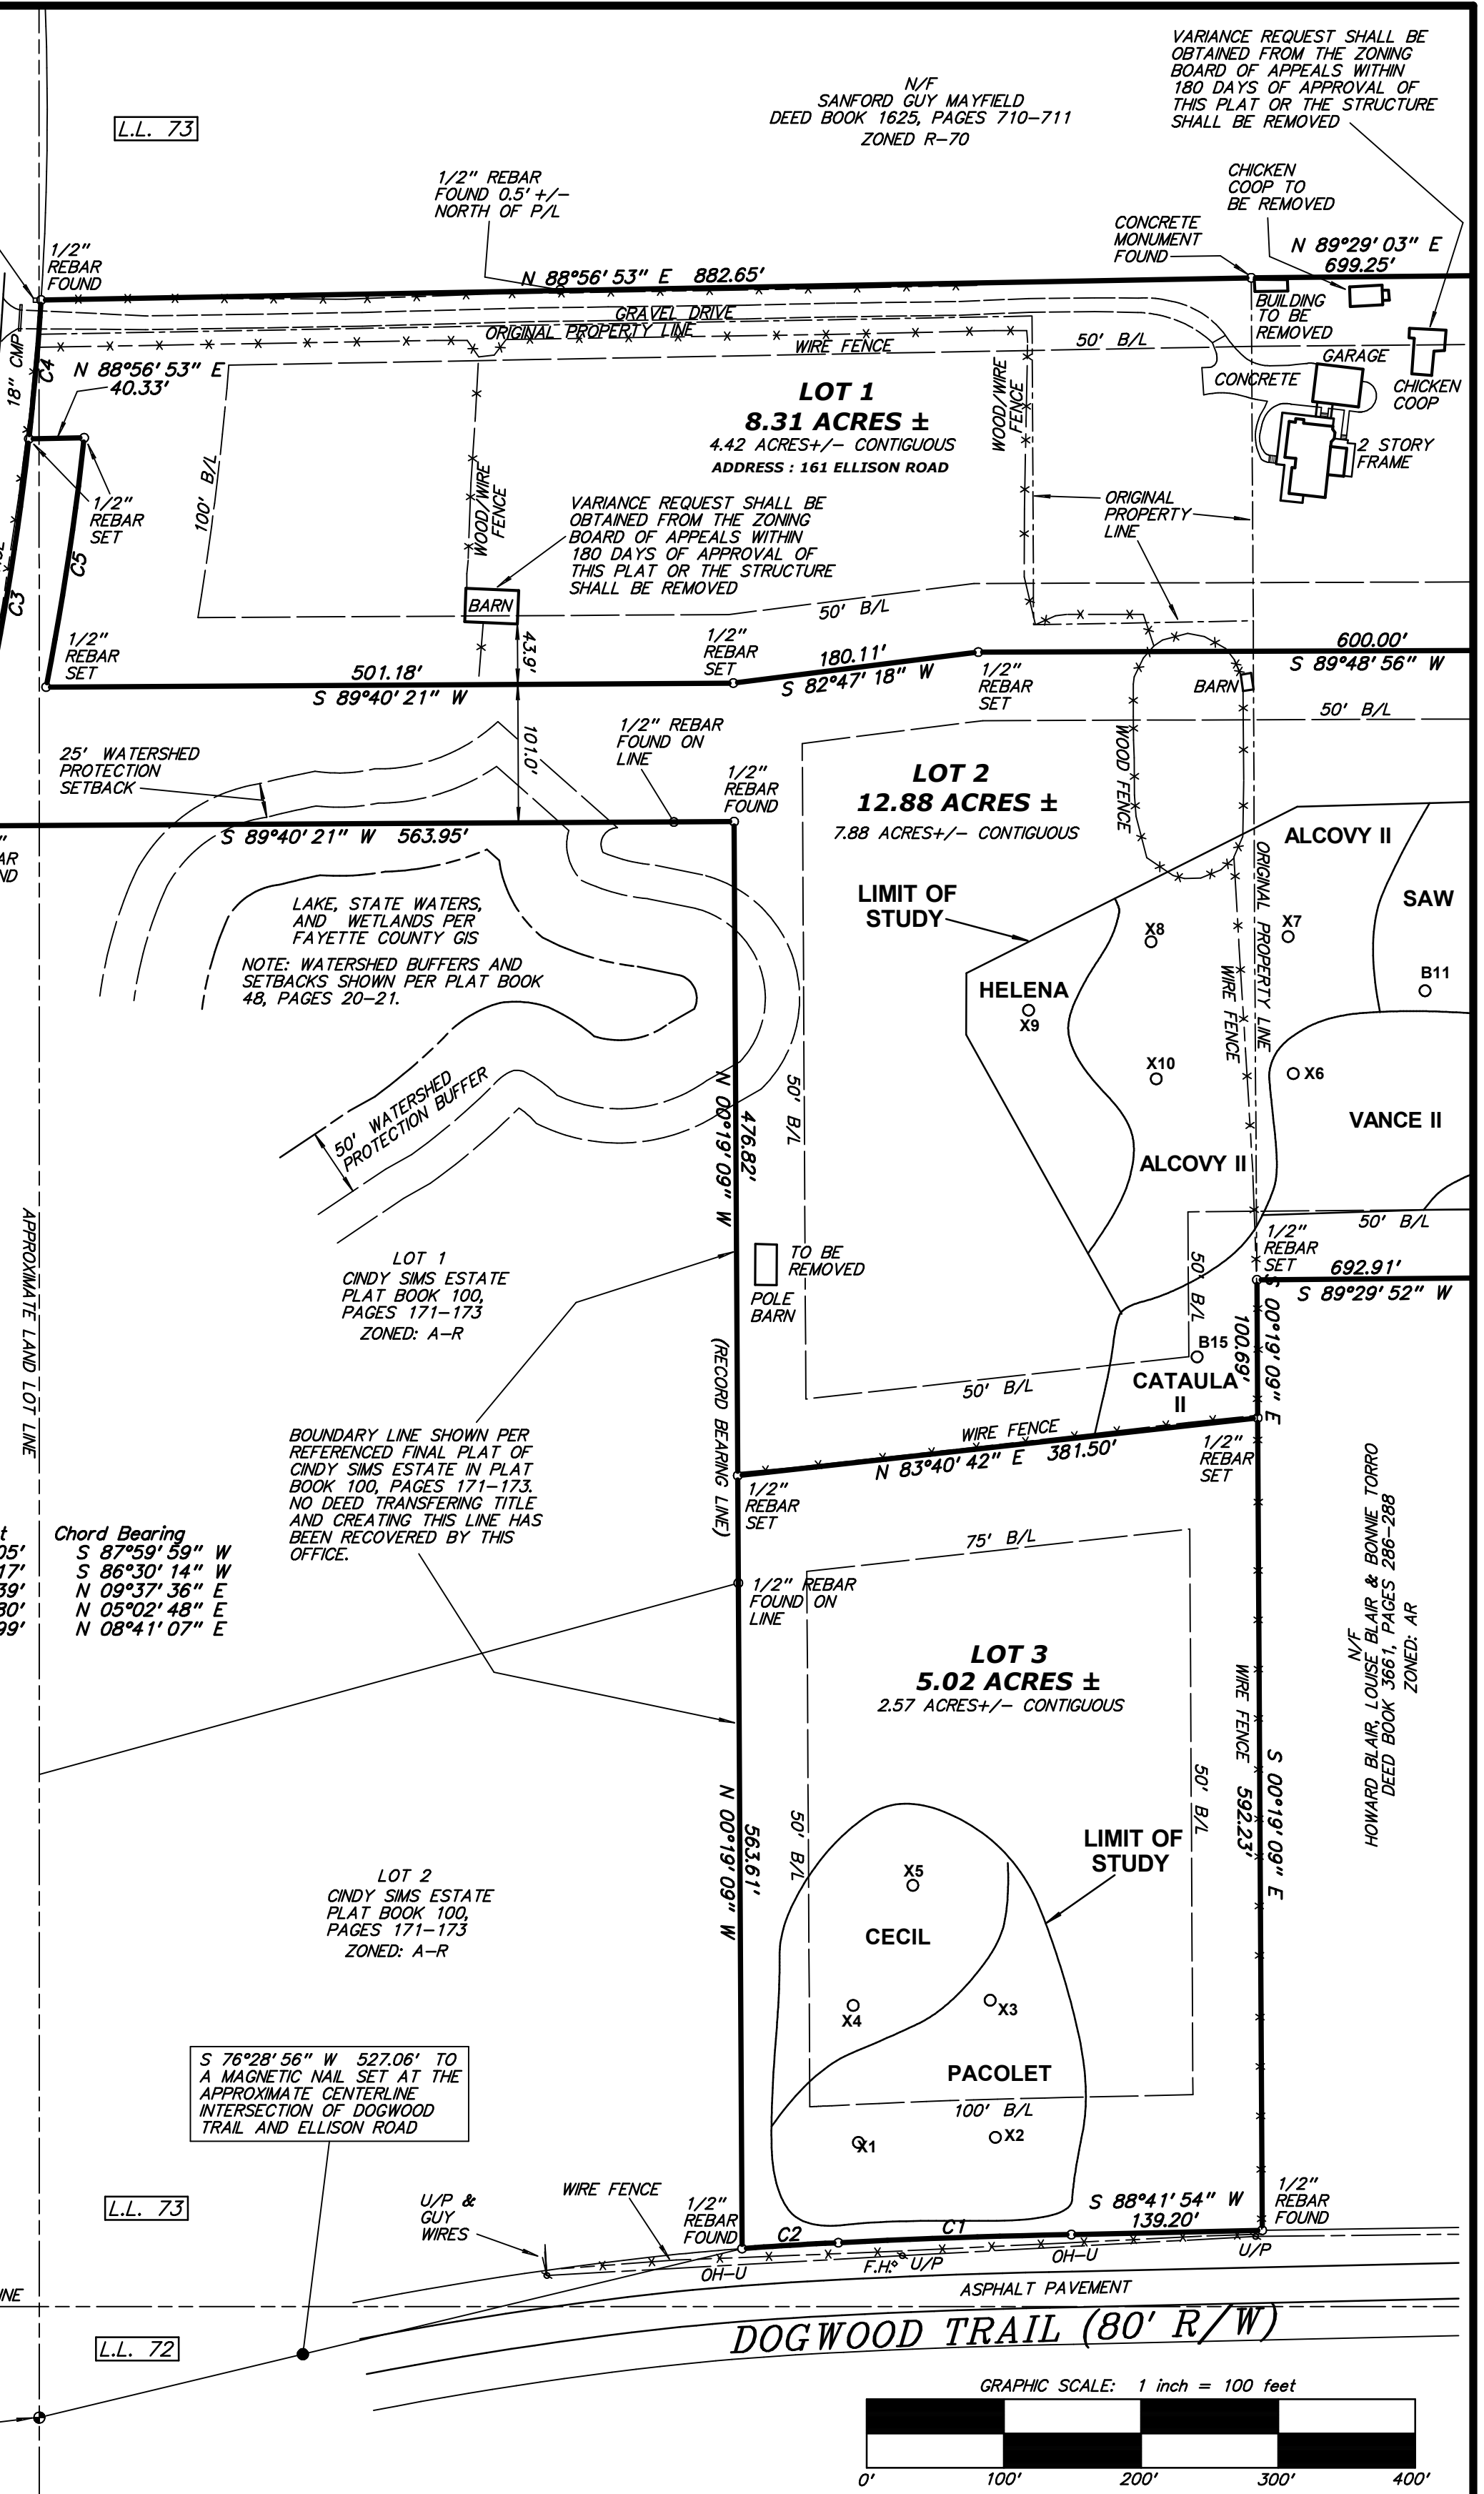 VARIANCE REQUEST SHALL BE
OBTAINED FROM THE ZONING
BOARD OF APPEALS WITHIN
180 DAYS OF APPROVAL OF
THIS PLAT OR THE STRUCTURE
SHALL BE REMOVED
N/F
SANFORD GUY MAYFIELD
DEED BOOK 1625, PAGES 710-711
ZONED R-70
L.L. 73
1/2" REBAR
FOUND 0.5' +/-
NORTH OF P/L
CHICKEN
COOP TO
BE REMOVED
CONCRETE
MONUMENT
FOUND
N 89°29'03" E
699.25'
1/2"
REBAR
FOUND
N 88°56'53" E 882.65'
BUILDING
TO BE
REMOVED
GRAVEL DRIVE
ORIGINAL PROPERTY LINE
WIRE FENCE
50' B/L
18" CMP
C4
N 88°56'53" E
40.33'
GARAGE
CONCRETE
CHICKEN
COOP
2 STORY
FRAME
LOT 1
8.31 ACRES ±
4.42 ACRES+/- CONTIGUOUS
ADDRESS : 161 ELLISON ROAD
WOOD/WIRE
FENCE
100' B/L
WOOD/WIRE
FENCE
1/2"
REBAR
SET
C5
C3
VARIANCE REQUEST SHALL BE
OBTAINED FROM THE ZONING
BOARD OF APPEALS WITHIN
180 DAYS OF APPROVAL OF
THIS PLAT OR THE STRUCTURE
SHALL BE REMOVED
ORIGINAL
PROPERTY
LINE
BARN
50' B/L
43.9'
1/2"
REBAR
SET
501.18'
S 89°40'21" W
1/2"
REBAR
SET
180.11'
S 82°47'18" W
1/2"
REBAR
SET
600.00'
S 89°48'56" W
BARN
50' B/L
101.0'
25' WATERSHED
PROTECTION
SETBACK
1/2" REBAR
FOUND ON
LINE
1/2"
REBAR
FOUND
S 89°40'21" W 563.95'
WOOD FENCE
LOT 2
12.88 ACRES ±
7.88 ACRES+/- CONTIGUOUS
ALCOVY II
SAW
LIMIT OF
STUDY
ORIGINAL PROPERTY LINE
WIRE FENCE
LAKE, STATE WATERS,
AND WETLANDS PER
FAYETTE COUNTY GIS
NOTE: WATERSHED BUFFERS AND
SETBACKS SHOWN PER PLAT BOOK
48, PAGES 20-21.
X8
X7
B11
HELENA
X9
X10
X6
VANCE II
ALCOVY II
50' WATERSHED
PROTECTION BUFFER
50' B/L
N 00°19'09" W
476.82'
50' B/L
1/2"
REBAR
SET
692.91'
S 89°29'52" W
APPROXIMATE LAND LOT LINE
LOT 1
CINDY SIMS ESTATE
PLAT BOOK 100,
PAGES 171-173
ZONED: A-R
TO BE
REMOVED
POLE
BARN
50' B/L
S 00°19'09" E
100.69'
B15
CATAULA
II
50' B/L
(RECORD BEARING LINE)
WIRE FENCE
N 83°40'42" E 381.50'
1/2"
REBAR
SET
1/2"
REBAR
SET
BOUNDARY LINE SHOWN PER
REFERENCED FINAL PLAT OF
CINDY SIMS ESTATE IN PLAT
BOOK 100, PAGES 171-173.
NO DEED TRANSFERING TITLE
AND CREATING THIS LINE HAS
BEEN RECOVERED BY THIS
OFFICE.
Chord Bearing
S 87°59'59" W
S 86°30'14" W
N 09°37'36" E
N 05°02'48" E
N 08°41'07" E
75' B/L
1/2" REBAR
FOUND ON
LINE
N/F
HOWARD BLAIR, LOUISE BLAIR & BONNIE TORRO
DEED BOOK 3661, PAGES 286-288
ZONED: AR
LOT 3
5.02 ACRES ±
2.57 ACRES+/- CONTIGUOUS
WIRE FENCE 592.23'
S 00°19'09" E
50' B/L
50' B/L
N 00°19'09" W
563.61'
LIMIT OF
STUDY
X5
CECIL
X4
X3
PACOLET
100' B/L
X1
X2
LOT 2
CINDY SIMS ESTATE
PLAT BOOK 100,
PAGES 171-173
ZONED: A-R
S 76°28'56" W 527.06' TO
A MAGNETIC NAIL SET AT THE
APPROXIMATE CENTERLINE
INTERSECTION OF DOGWOOD
TRAIL AND ELLISON ROAD
L.L. 73
U/P &
GUY
WIRES
WIRE FENCE
1/2"
REBAR
FOUND
C2
C1
S 88°41'54" W
139.20'
1/2"
REBAR
FOUND
OH-U
F.H.
U/P
OH-U
U/P
ASPHALT PAVEMENT
L.L. 72
DOGWOOD TRAIL (80' R/W)
GRAPHIC SCALE: 1 inch = 100 feet
0' 100' 200' 300' 400'